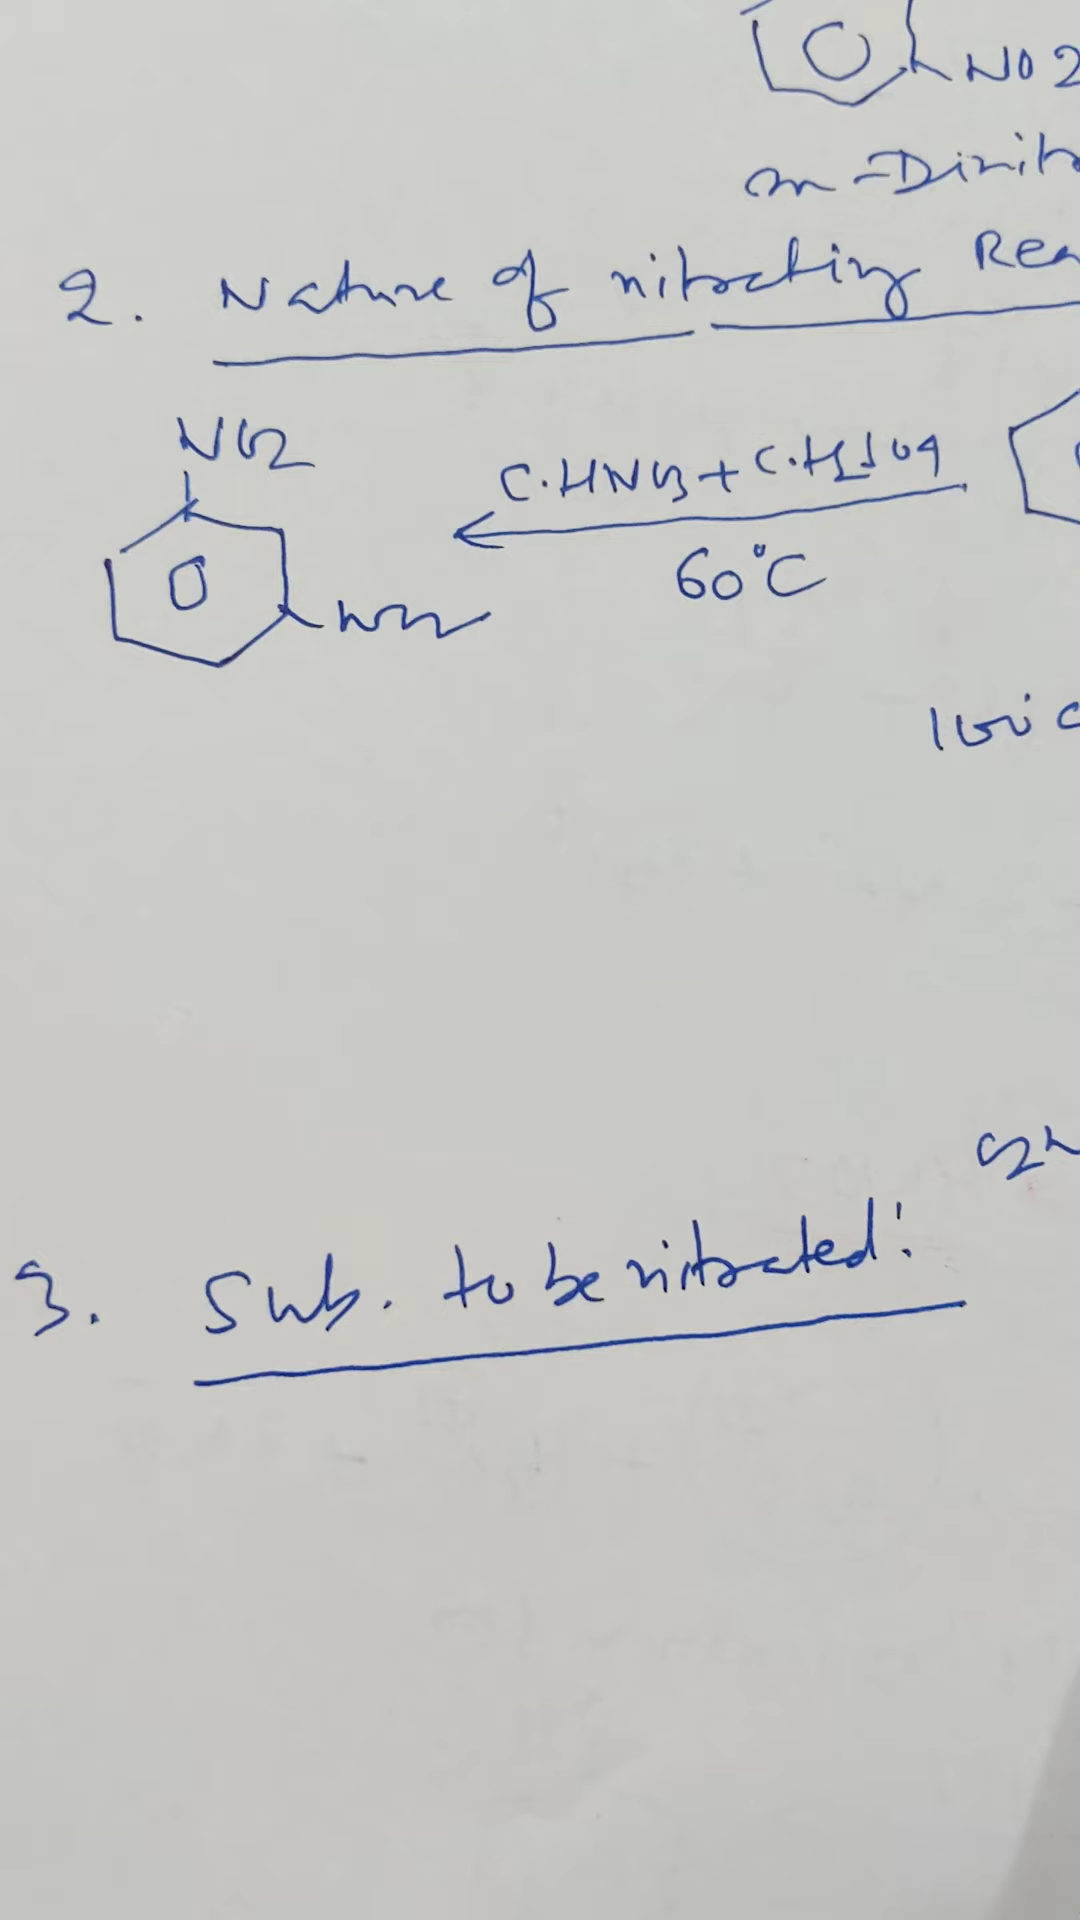 NO2
m-Dinit
2. Nature of nitrating Rea
NO2
C.HNO3 + C.H2SO4
60°C
NO2
3. Sub. to be nitrated: